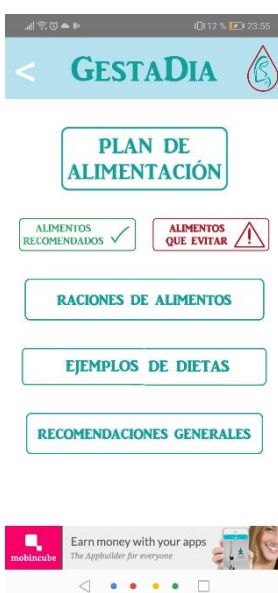 12 % 23:55
< GESTADIA
PLAN DE
ALIMENTACIÓN
ALIMENTOS
RECOMENDADOS
ALIMENTOS
QUE EVITAR
RACIONES DE ALIMENTOS
EJEMPLOS DE DIETAS
RECOMENDACIONES GENERALES
mobincube
Earn money with your apps
The Appbuilder for everyone